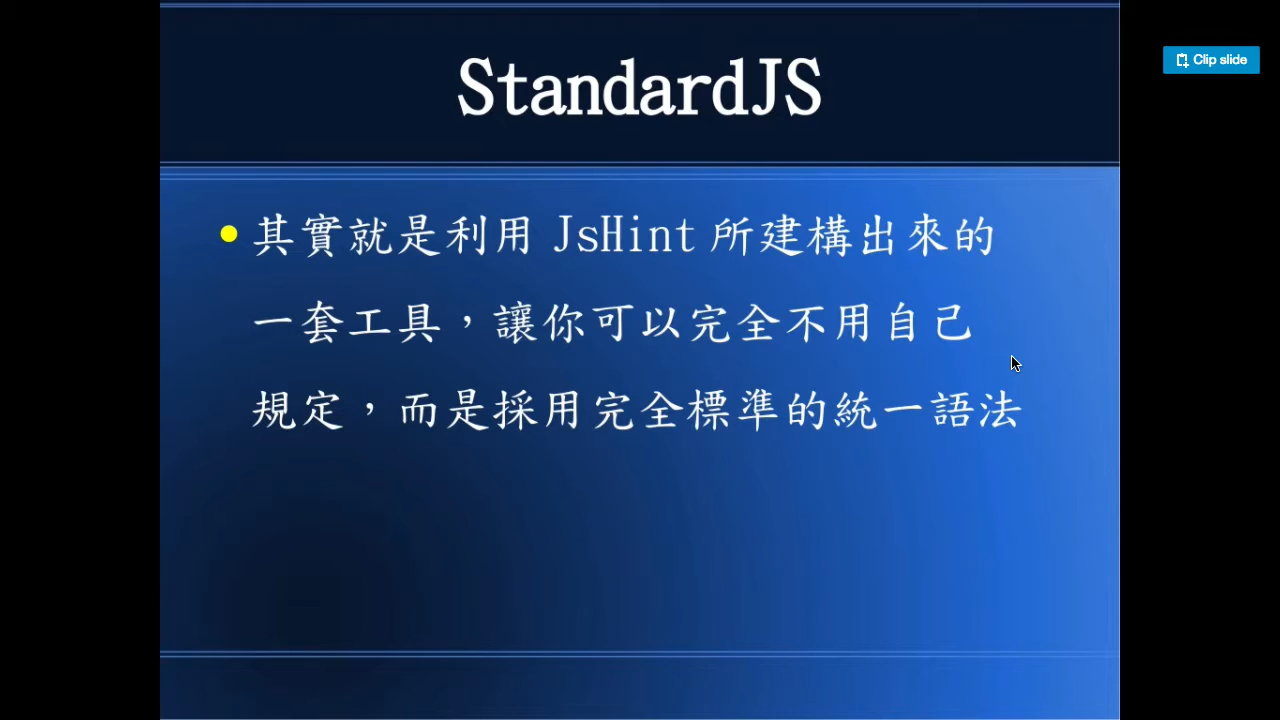 StandardJS
Clip slide
其實就是利用 JsHint 所建構出來的
一套工具，讓你可以完全不用自己
規定，而是採用完全標準的統一語法